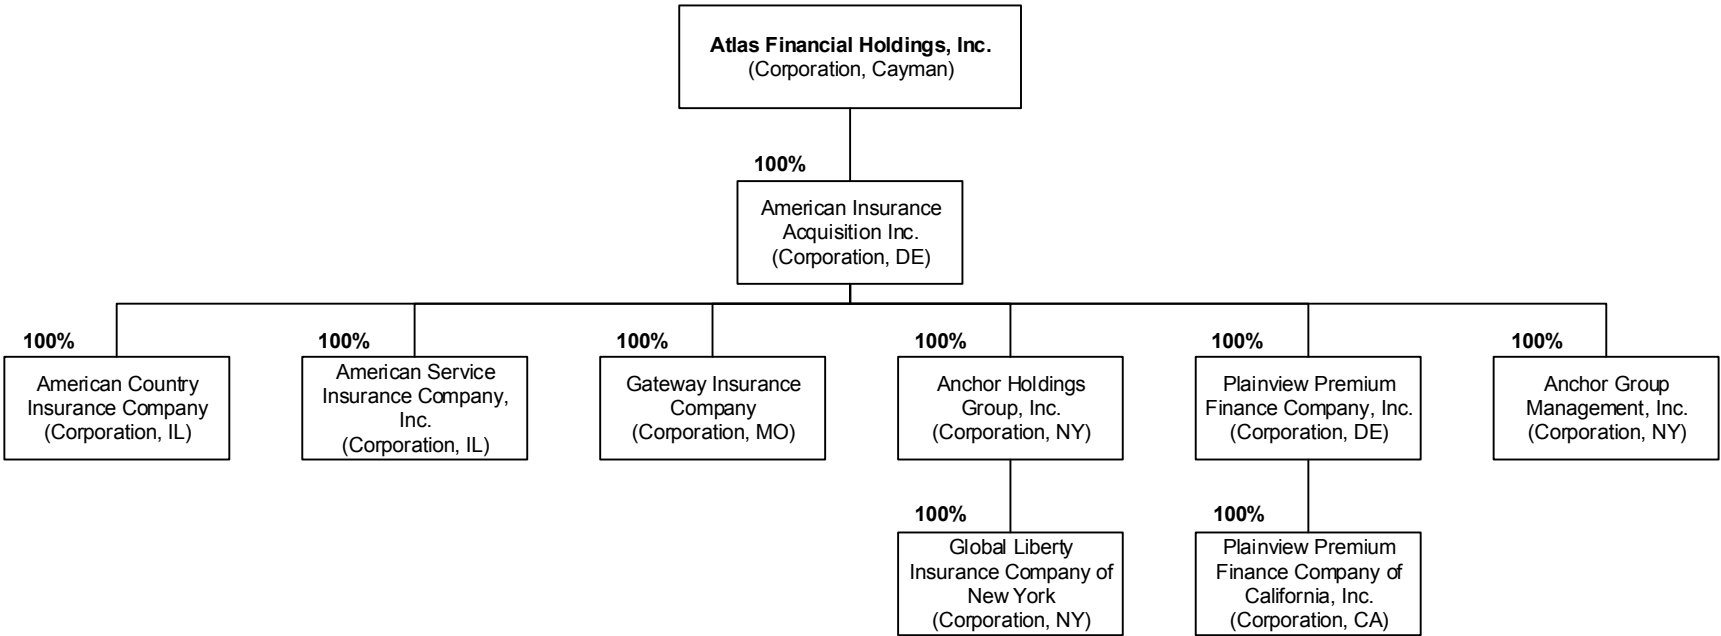 Atlas Financial Holdings, Inc.
(Corporation, Cayman)
100%
American Insurance
Acquisition Inc.
(Corporation, DE)
100%
American Country
Insurance Company
(Corporation, IL)
100%
American Service
Insurance Company,
Inc.
(Corporation, IL)
100%
Gateway Insurance
Company
(Corporation, MO)
100%
Anchor Holdings
Group, Inc.
(Corporation, NY)
100%
Plainview Premium
Finance Company, Inc.
(Corporation, DE)
100%
Anchor Group
Management, Inc.
(Corporation, NY)
100%
Global Liberty
Insurance Company of
New York
(Corporation, NY)
100%
Plainview Premium
Finance Company of
California, Inc.
(Corporation, CA)